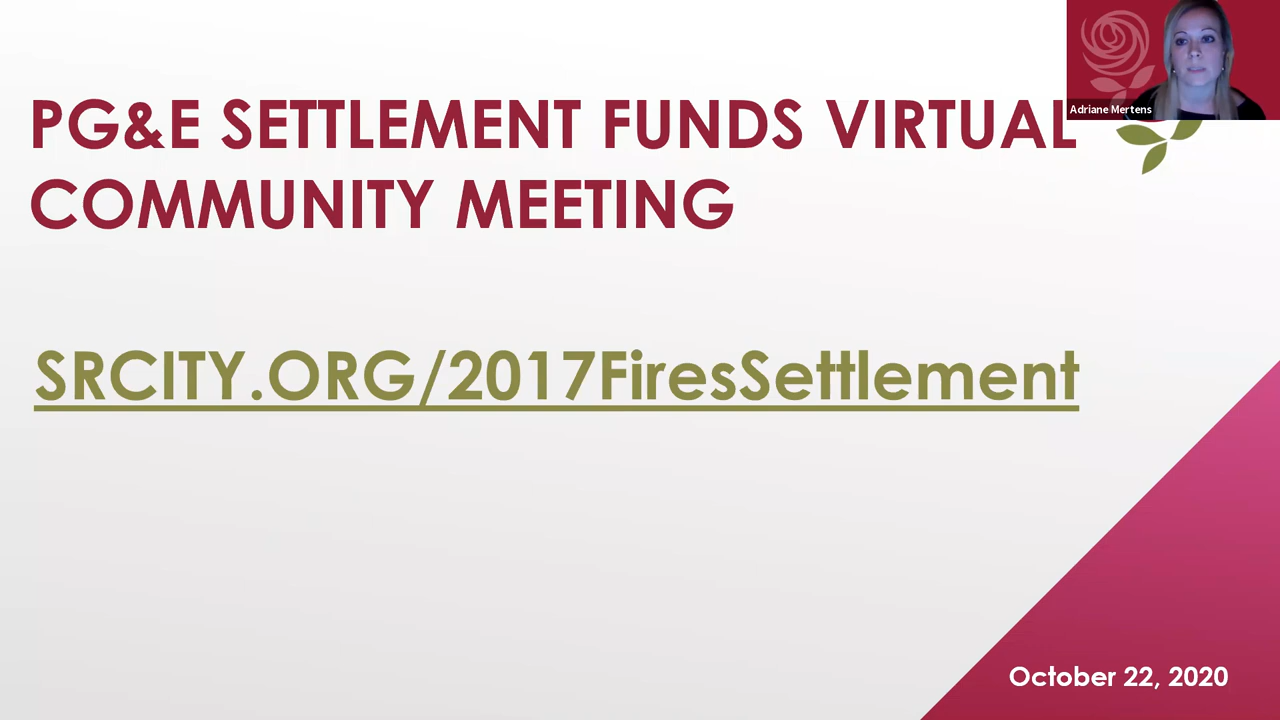 PG&E SETTLEMENT FUNDS VIRTUAL
COMMUNITY MEETING
Adriane Mertens
SRCITY.ORG/2017FiresSettlement
October 22, 2020